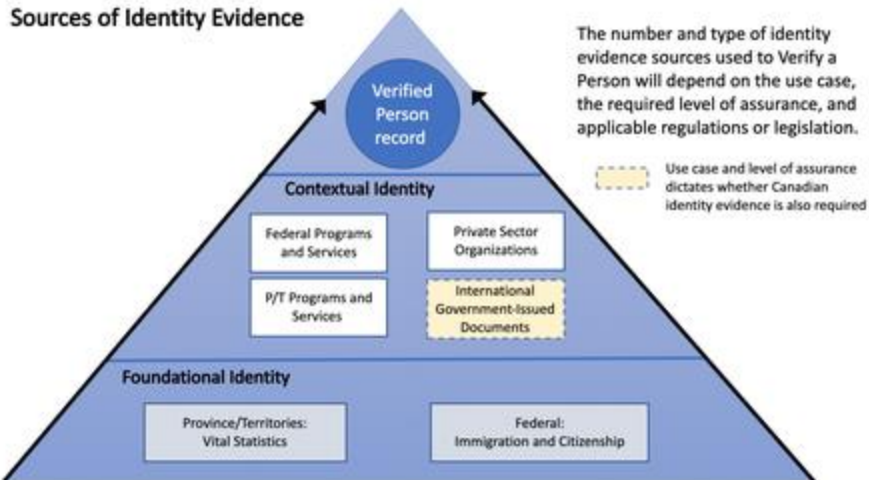 Sources of Identity Evidence
The number and type of identity
evidence sources used to Verify a
Person will depend on the use case,
the required level of assurance, and
applicable regulations or legislation.
Use case and level of assurance
dictates whether Canadian
identity evidence is also required
Verified
Person
record
Contextual Identity
Federal Programs
and Services
Private Sector
Organizations
P/T Programs and
Services
International
Government-Issued
Documents
Foundational Identity
Province/Territories:
Vital Statistics
Federal:
Immigration and Citizenship